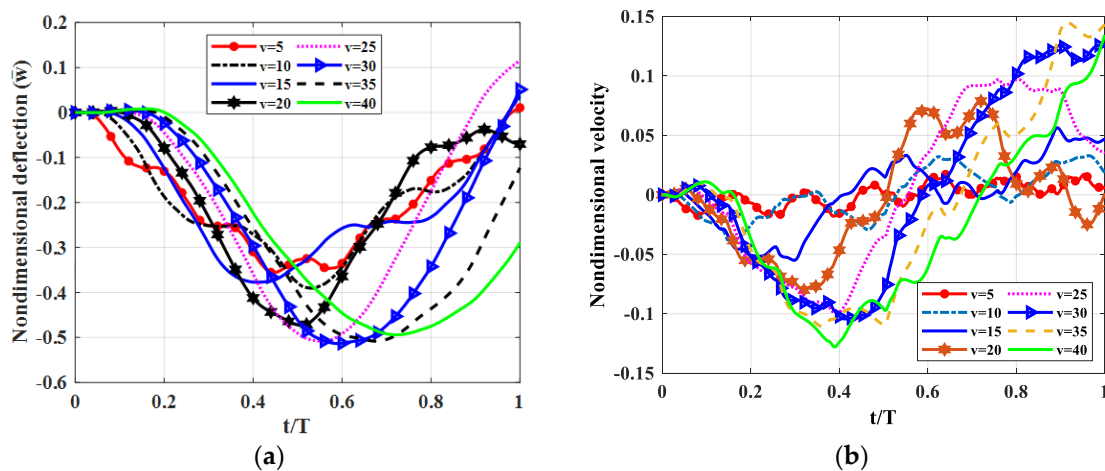 0.2
0.1
0
-0.1
-0.2
-0.3
-0.4
-0.5
-0.6
Nondimensional deflection (w̄)
v=5 v=25
v=10 v=30
v=15 v=35
v=20 v=40
0 0.2 0.4 0.6 0.8 1
t/T
(a)
0.15
0.1
0.05
0
-0.05
-0.1
-0.15
Nondimensional velocity
v=5 v=25
v=10 v=30
v=15 v=35
v=20 v=40
0 0.2 0.4 0.6 0.8 1
t/T
(b)